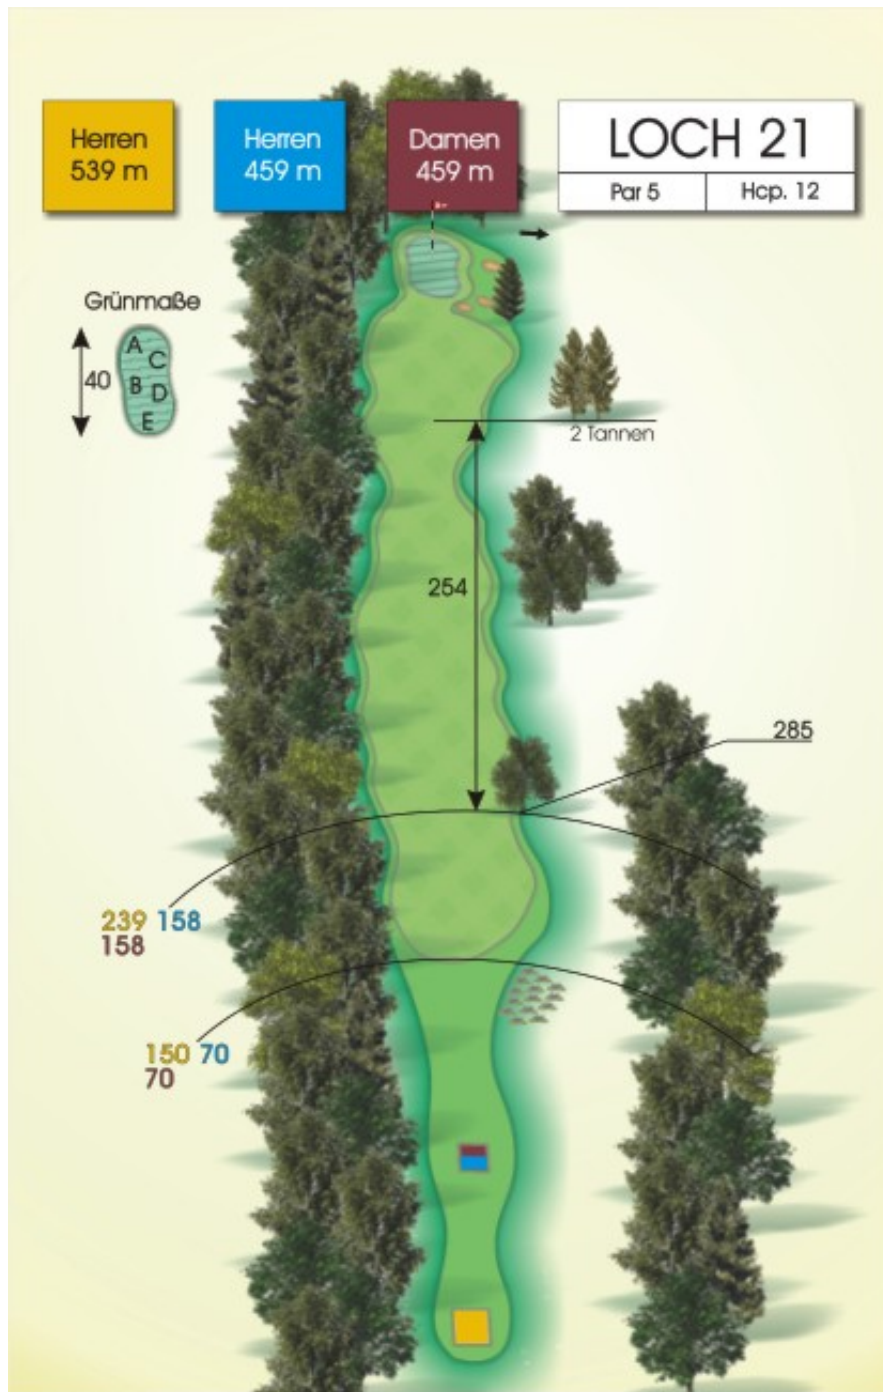 Herren
539 m
Herren
459 m
Damen
459 m
LOCH 21
Par 5
Hcp. 12
Grünmaße
40
A
C
B
D
E
2 Tannen
254
285
239 158
158
150 70
70